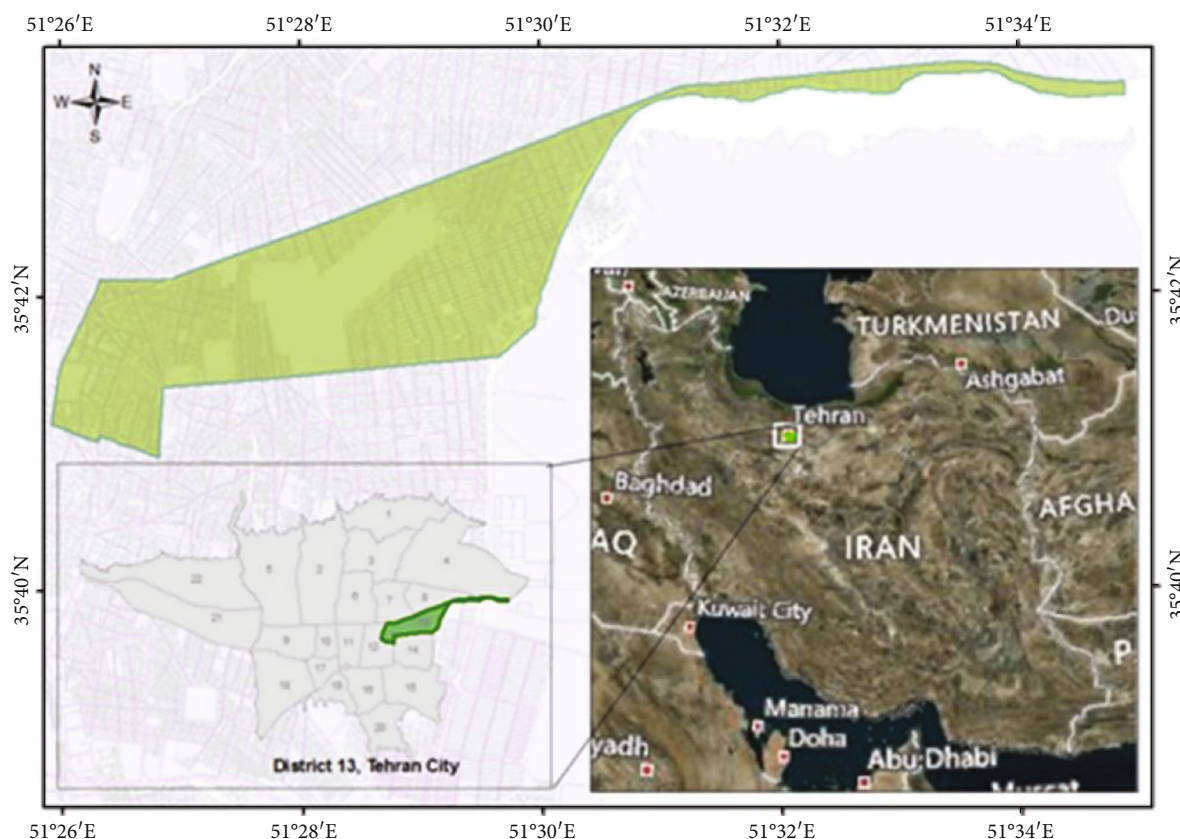 51°26′E 51°28′E 51°30′E 51°32′E 51°34′E
N
W E
S
35°42′N
35°42′N
AZERBAIJAN
TURKMENISTAN
Du
Ashgabat
Tehran
Baghdad
AFGHA
AQ
IRAN
Kuwait City
P
Manama
Doha
yadh
Abu Dhabi
1
3
4
22
5
2
6
7
8
21
13
9
10
11
12
14
17
18
19
16
15
20
District 13, Tehran City
35°40′N
35°40′N
51°26′E 51°28′E 51°30′E 51°32′E 51°34′E